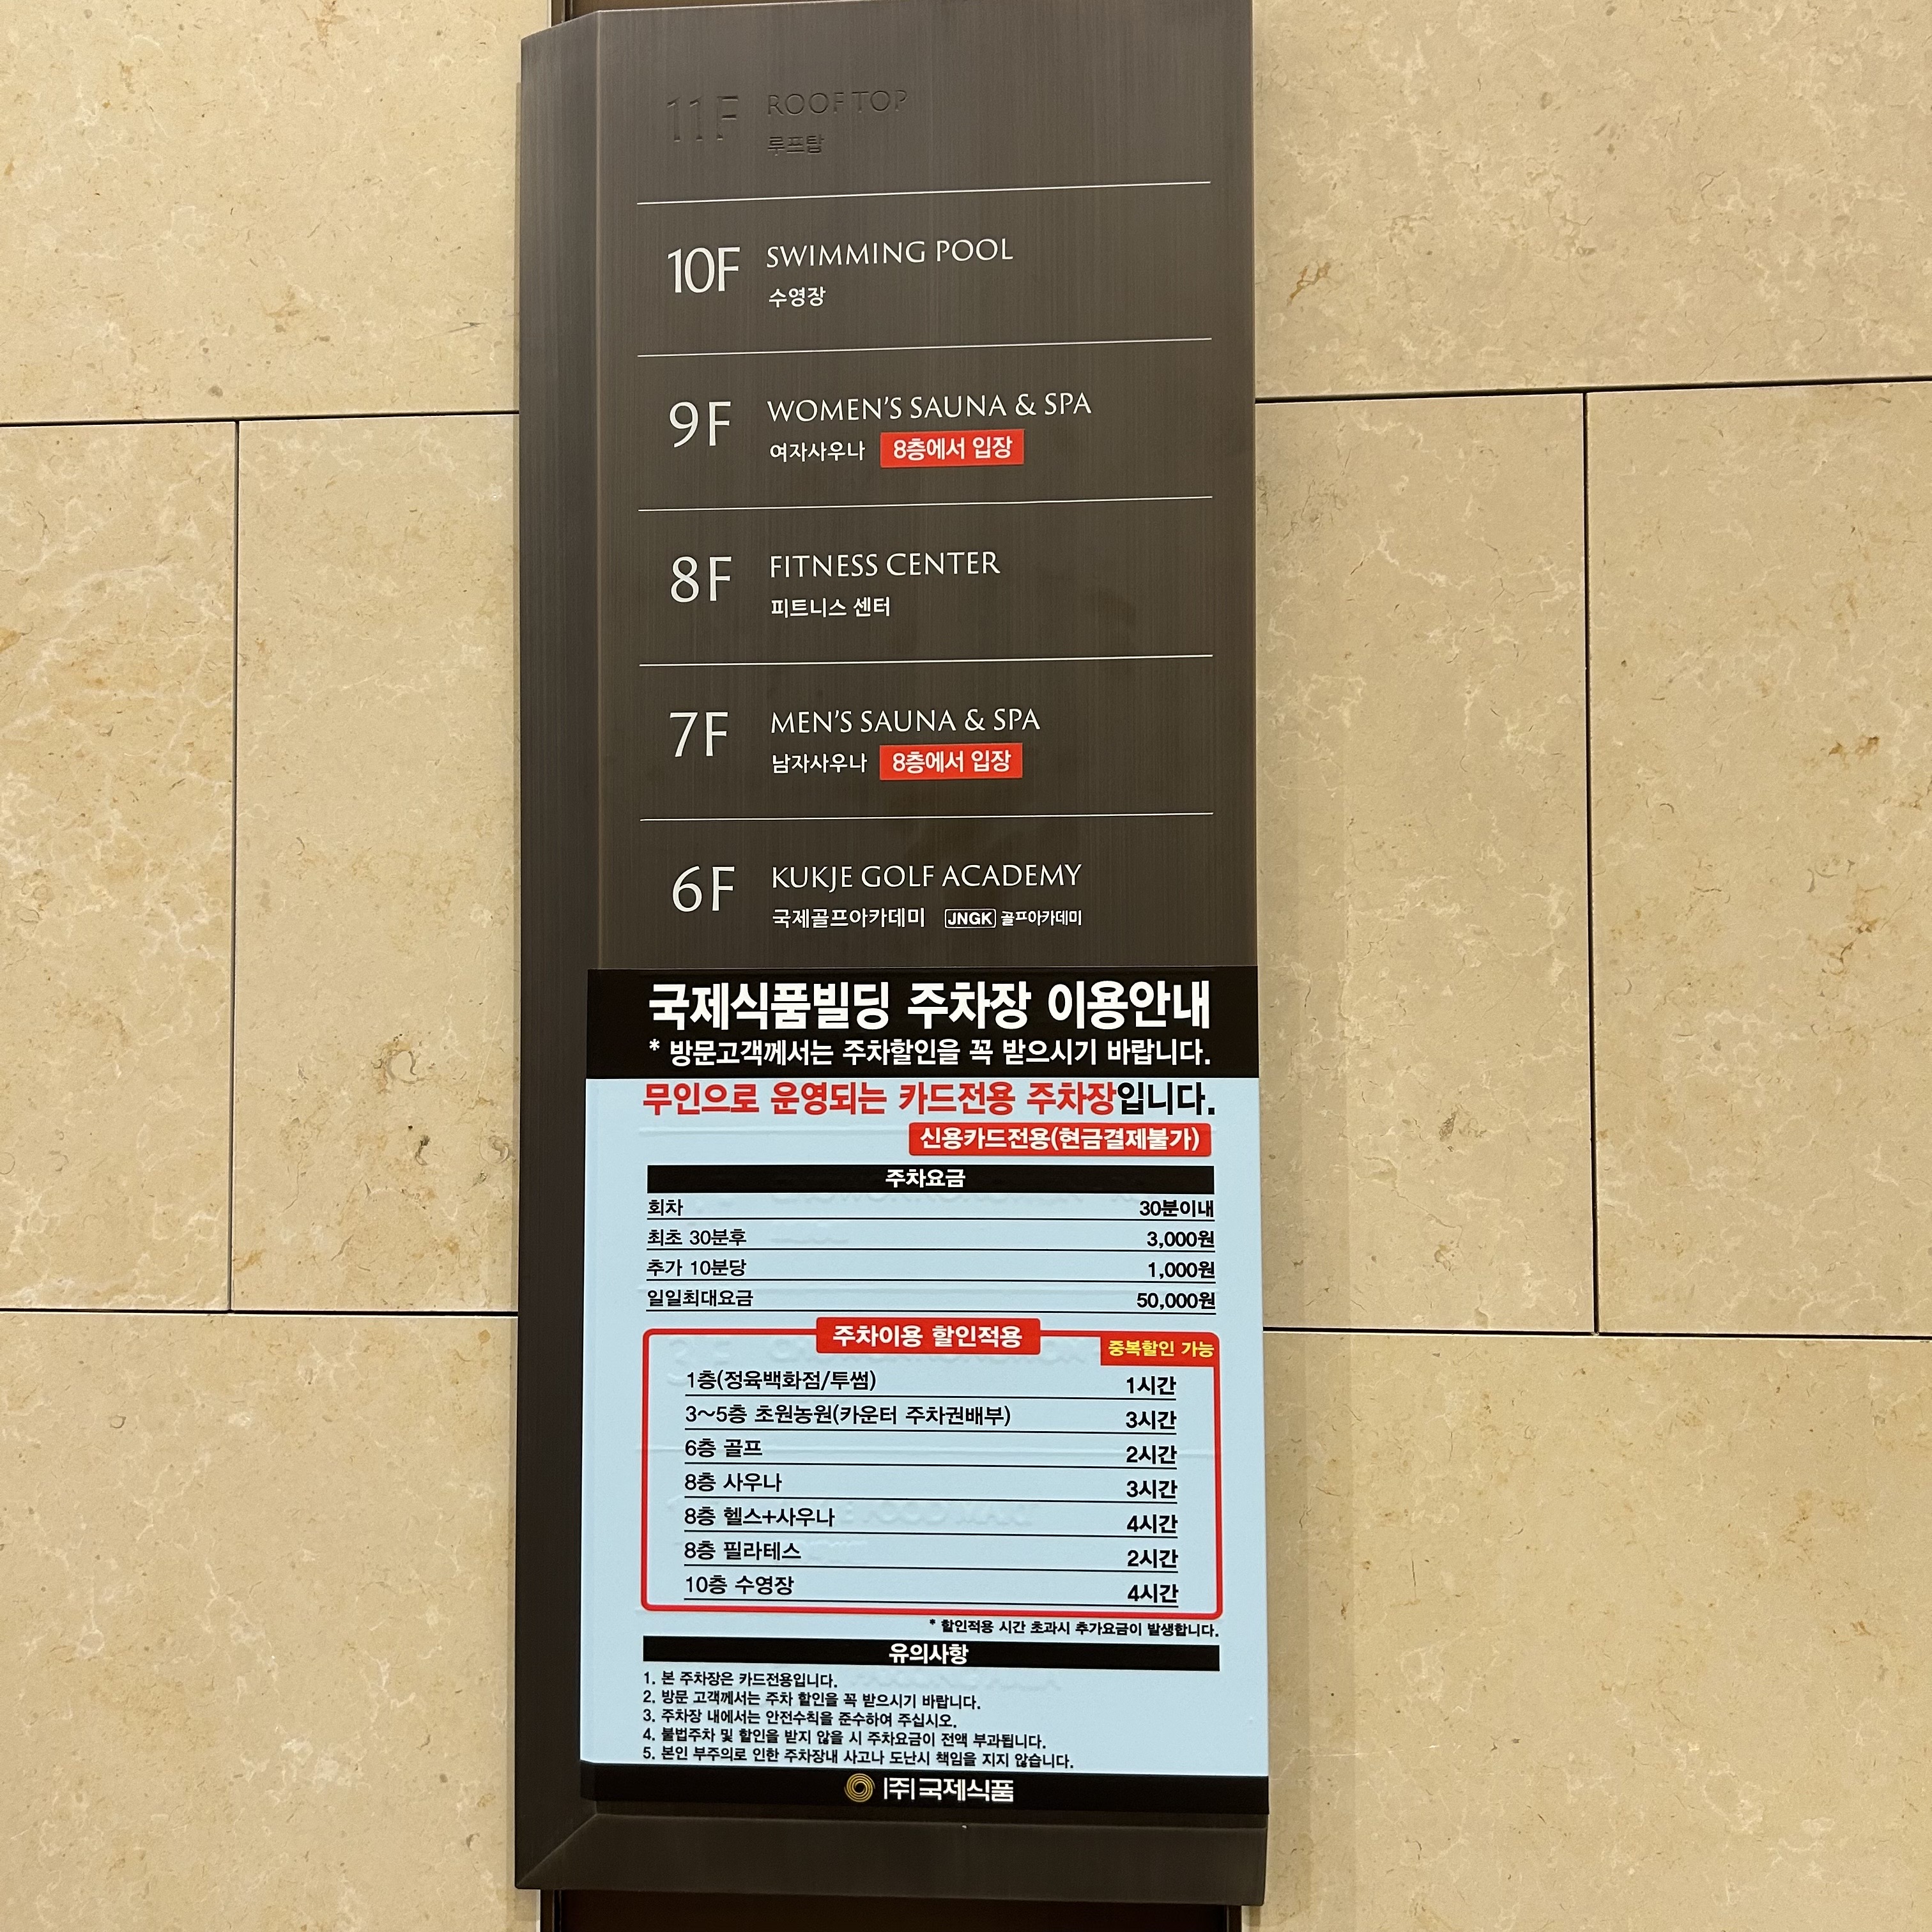 11F ROOF TOP
루프탑
10F SWIMMING POOL
수영장
9F WOMEN'S SAUNA & SPA
여자사우나 8층에서 입장
8F FITNESS CENTER
피트니스 센터
7F MEN'S SAUNA & SPA
남자사우나 8층에서 입장
6F KUKJE GOLF ACADEMY
국제골프아카데미 JNGK 골프아카데미
국제식품빌딩 주차장 이용안내
* 방문고객께서는 주차할인을 꼭 받으시기 바랍니다.
무인으로 운영되는 카드전용 주차장입니다.
신용카드전용(현금결제불가)
주차요금
회차 30분이내
최초 30분후 3,000원
추가 10분당 1,000원
일일최대요금 50,000원
주차이용 할인적용
중복할인 가능
1층(정육백화점/투썸) 1시간
3~5층 초원농원(카운터 주차권배부) 3시간
6층 골프 2시간
8층 사우나 3시간
8층 헬스+사우나 4시간
8층 필라테스 2시간
10층 수영장 4시간
* 할인적용 시간 초과시 추가요금이 발생합니다.
유의사항
1. 본 주차장은 카드전용입니다.
2. 방문 고객께서는 주차 할인을 꼭 받으시기 바랍니다.
3. 주차장 내에서는 안전수칙을 준수하여 주십시오.
4. 불법주차 및 할인을 받지 않을 시 주차요금이 전액 부과됩니다.
5. 본인 부주의로 인한 주차장내 사고나 도난시 책임을 지지 않습니다.
|주|국제식품